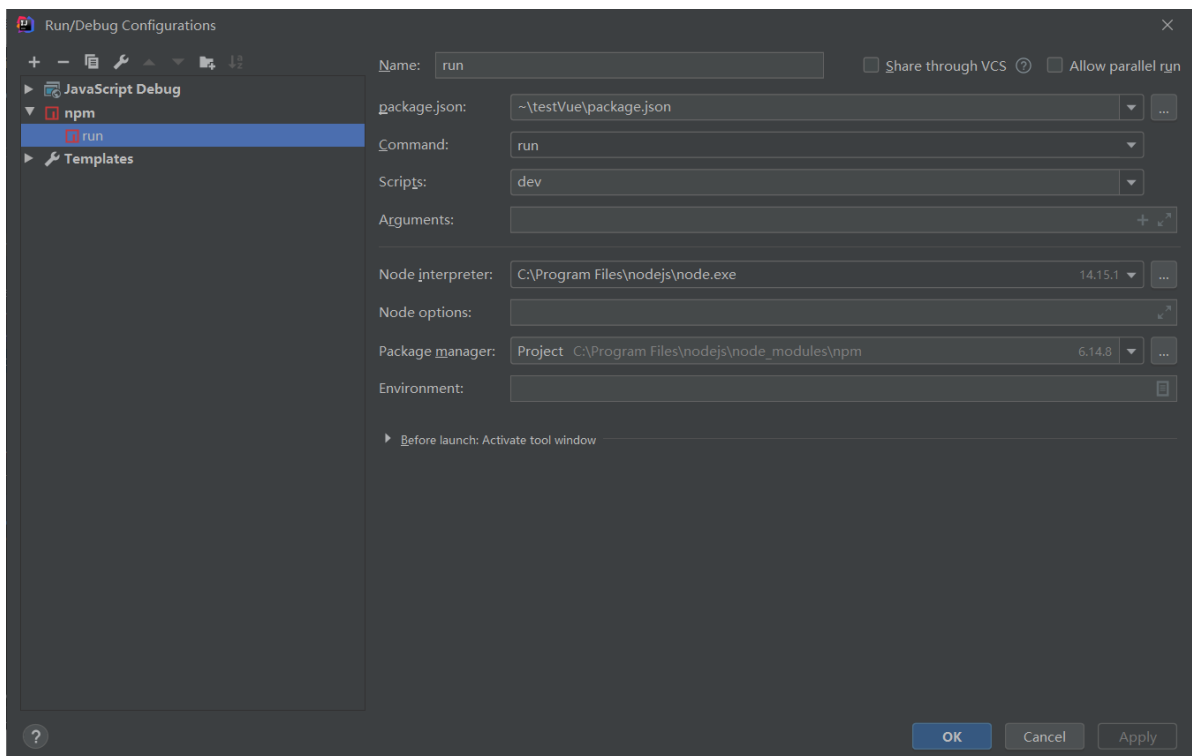 Run/Debug Configurations
Name: run
Share through VCS
Allow parallel run
JavaScript Debug
npm
run
Templates
package.json: ~\testVue\package.json ...
Command: run
Scripts: dev
Arguments:
Node interpreter: C:\Program Files\nodejs\node.exe 14.15.1 ...
Node options:
Package manager: Project C:\Program Files\nodejs\node_modules\npm 6.14.8 ...
Environment:
Before launch: Activate tool window
? OK Cancel Apply